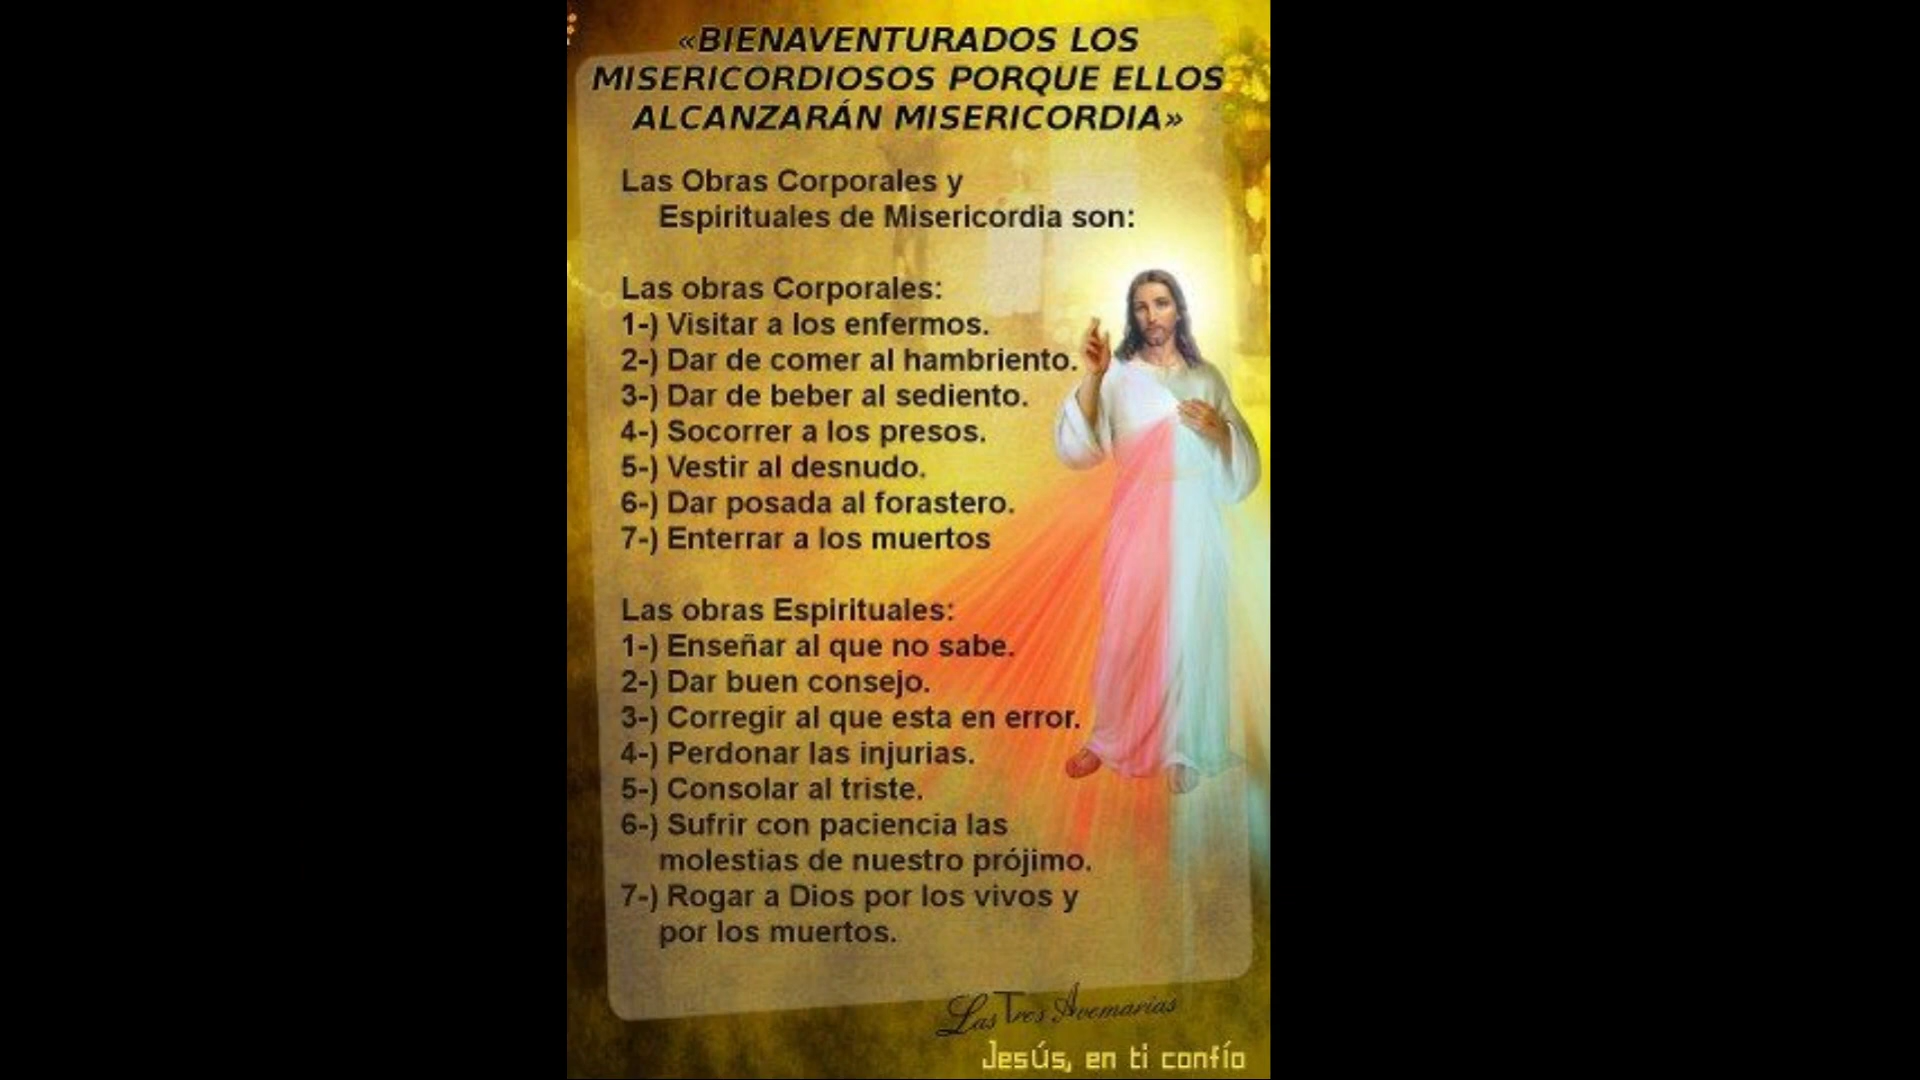 «BIENAVENTURADOS LOS
MISERICORDIOSOS PORQUE ELLOS
ALCANZARÁN MISERICORDIA»
Las Obras Corporales y
Espirituales de Misericordia son:
Las obras Corporales:
1-) Visitar a los enfermos.
2-) Dar de comer al hambriento.
3-) Dar de beber al sediento.
4-) Socorrer a los presos.
5-) Vestir al desnudo.
6-) Dar posada al forastero.
7-) Enterrar a los muertos
Las obras Espirituales:
1-) Enseñar al que no sabe.
2-) Dar buen consejo.
3-) Corregir al que esta en error.
4-) Perdonar las injurias.
5-) Consolar al triste.
6-) Sufrir con paciencia las
molestias de nuestro prójimo.
7-) Rogar a Dios por los vivos y
por los muertos.
Las Tres Avemarias
Jesús, en ti confío